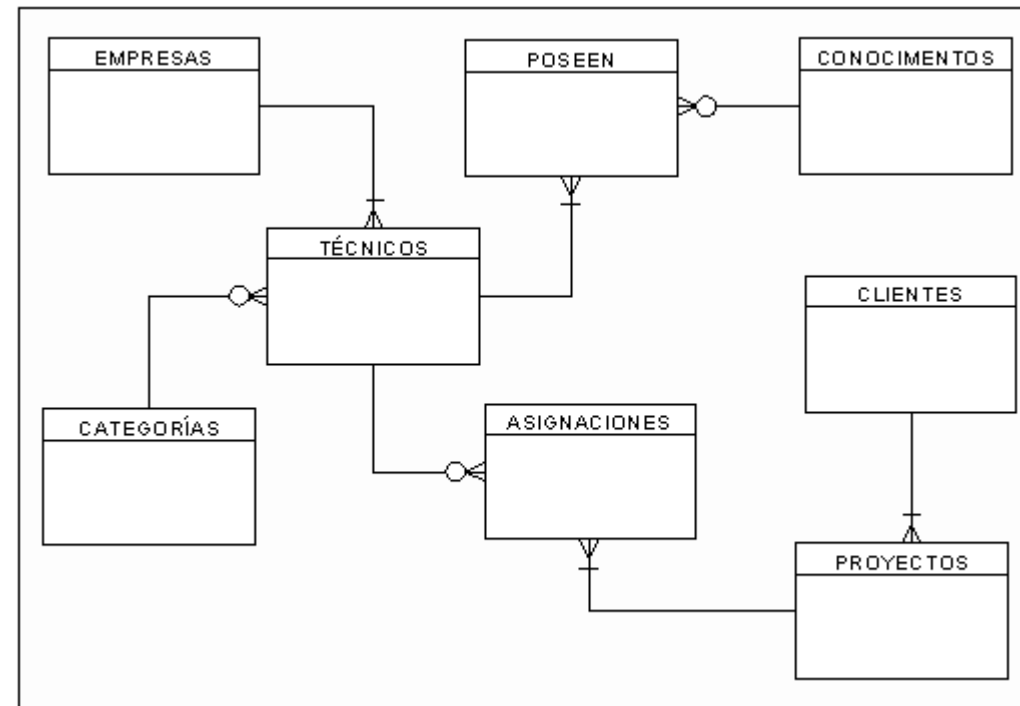 EMPRESAS
POSEEN
CONOCIMENTOS
TÉCNICOS
CLIENTES
CATEGORÍAS
ASIGNACIONES
PROYECTOS